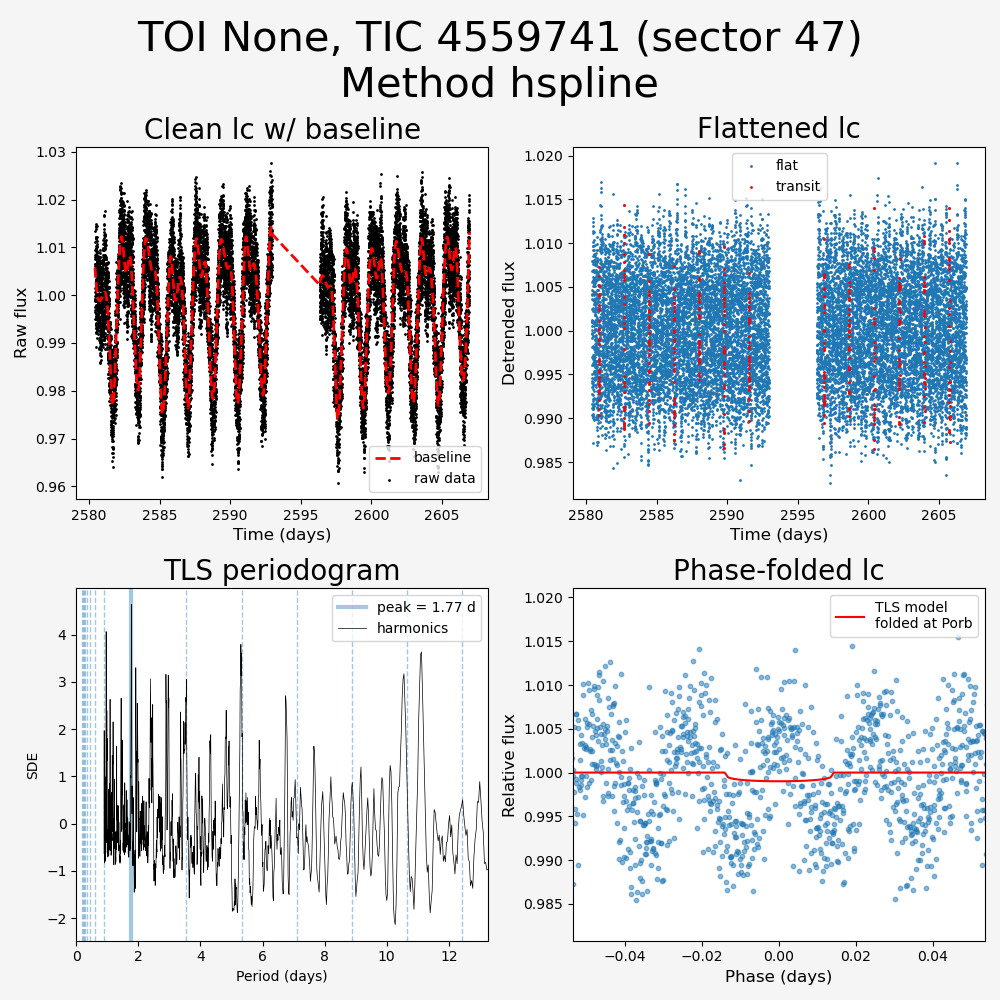 TOI None, TIC 4559741 (sector 47)
Method hspline
Clean lc w/ baseline
Raw flux
1.03
1.02
1.01
1.00
0.99
0.98
0.97
0.96
baseline
raw data
2580
2585
2590
2595
2600
2605
Time (days)
Flattened lc
Detrended flux
1.020
1.015
1.010
1.005
1.000
0.995
0.990
0.985
flat
transit
2580
2585
2590
2595
2600
2605
Time (days)
TLS periodogram
SDE
4
3
2
1
0
−1
−2
peak = 1.77 d
harmonics
0
2
4
6
8
10
12
Period (days)
Phase-folded lc
Relative flux
1.020
1.015
1.010
1.005
1.000
0.995
0.990
0.985
TLS model
folded at Porb
−0.04
−0.02
0.00
0.02
0.04
Phase (days)